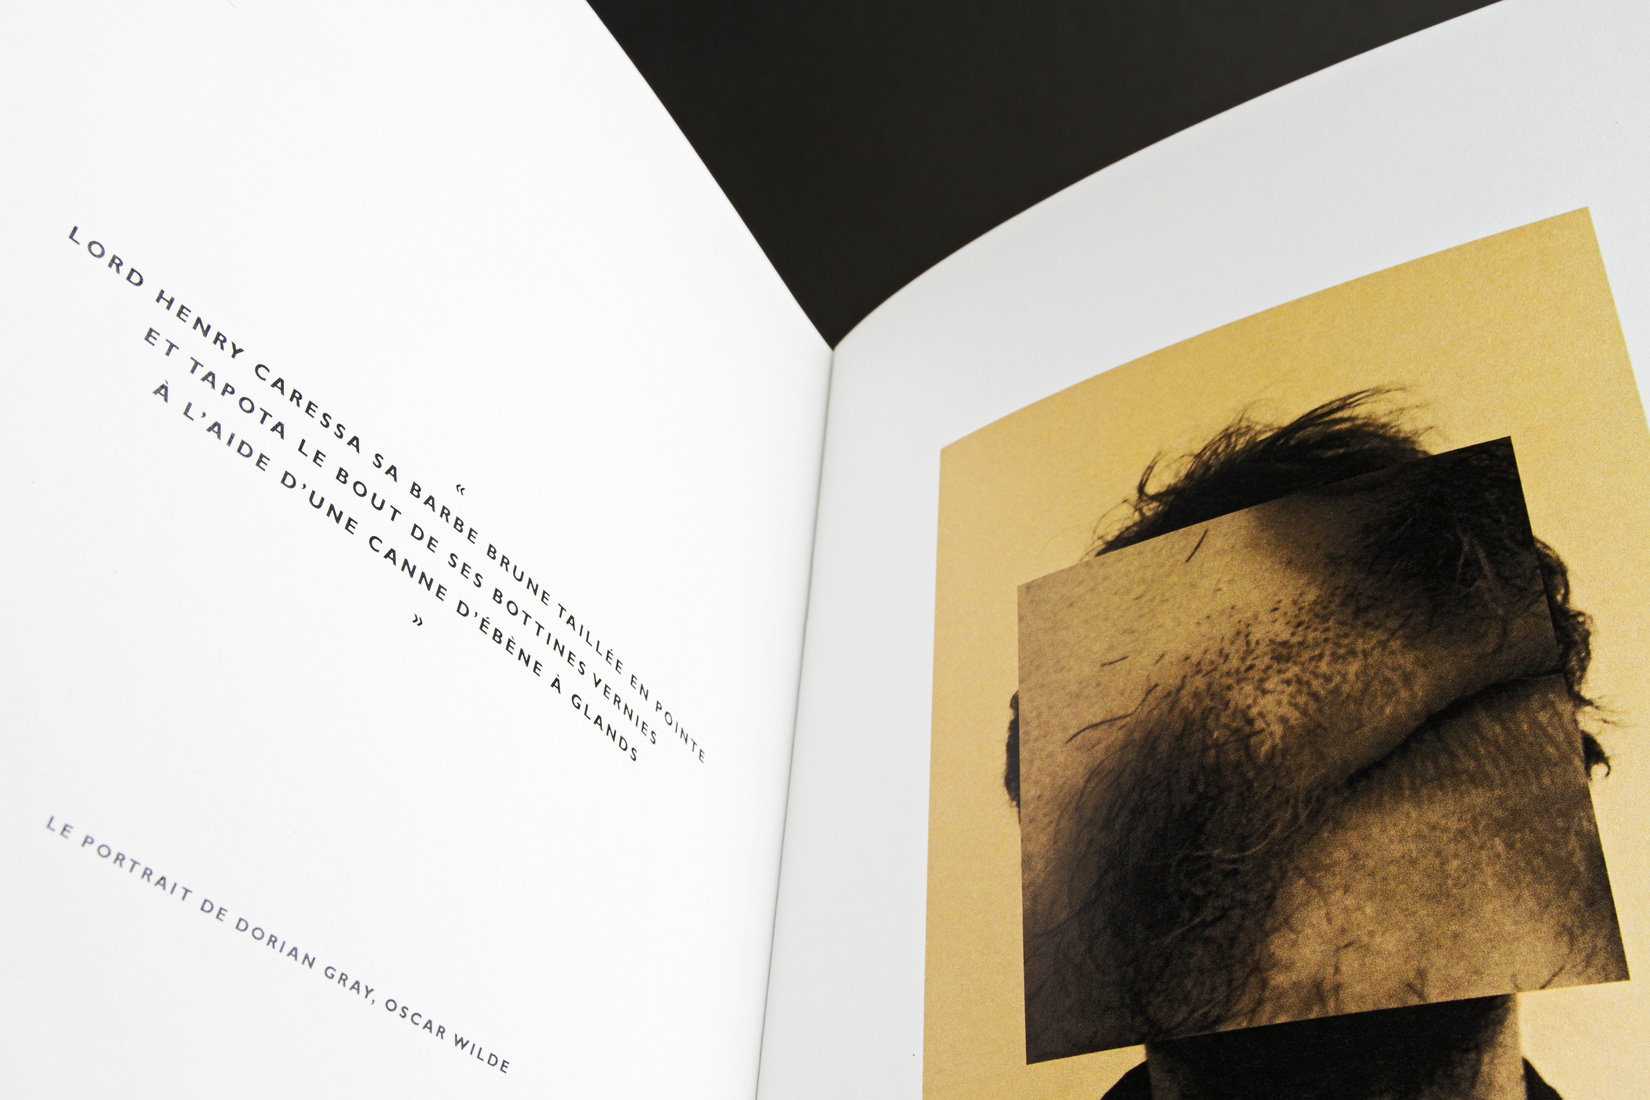 «
LORD HENRY CARESSA SA BARBE BRUNE TAILLÉE EN POINTE
ET TAPOTA LE BOUT DE SES BOTTINES VERNIES
À L’AIDE D’UNE CANNE D’ÉBÈNE À GLANDS
»
LE PORTRAIT DE DORIAN GRAY, OSCAR WILDE